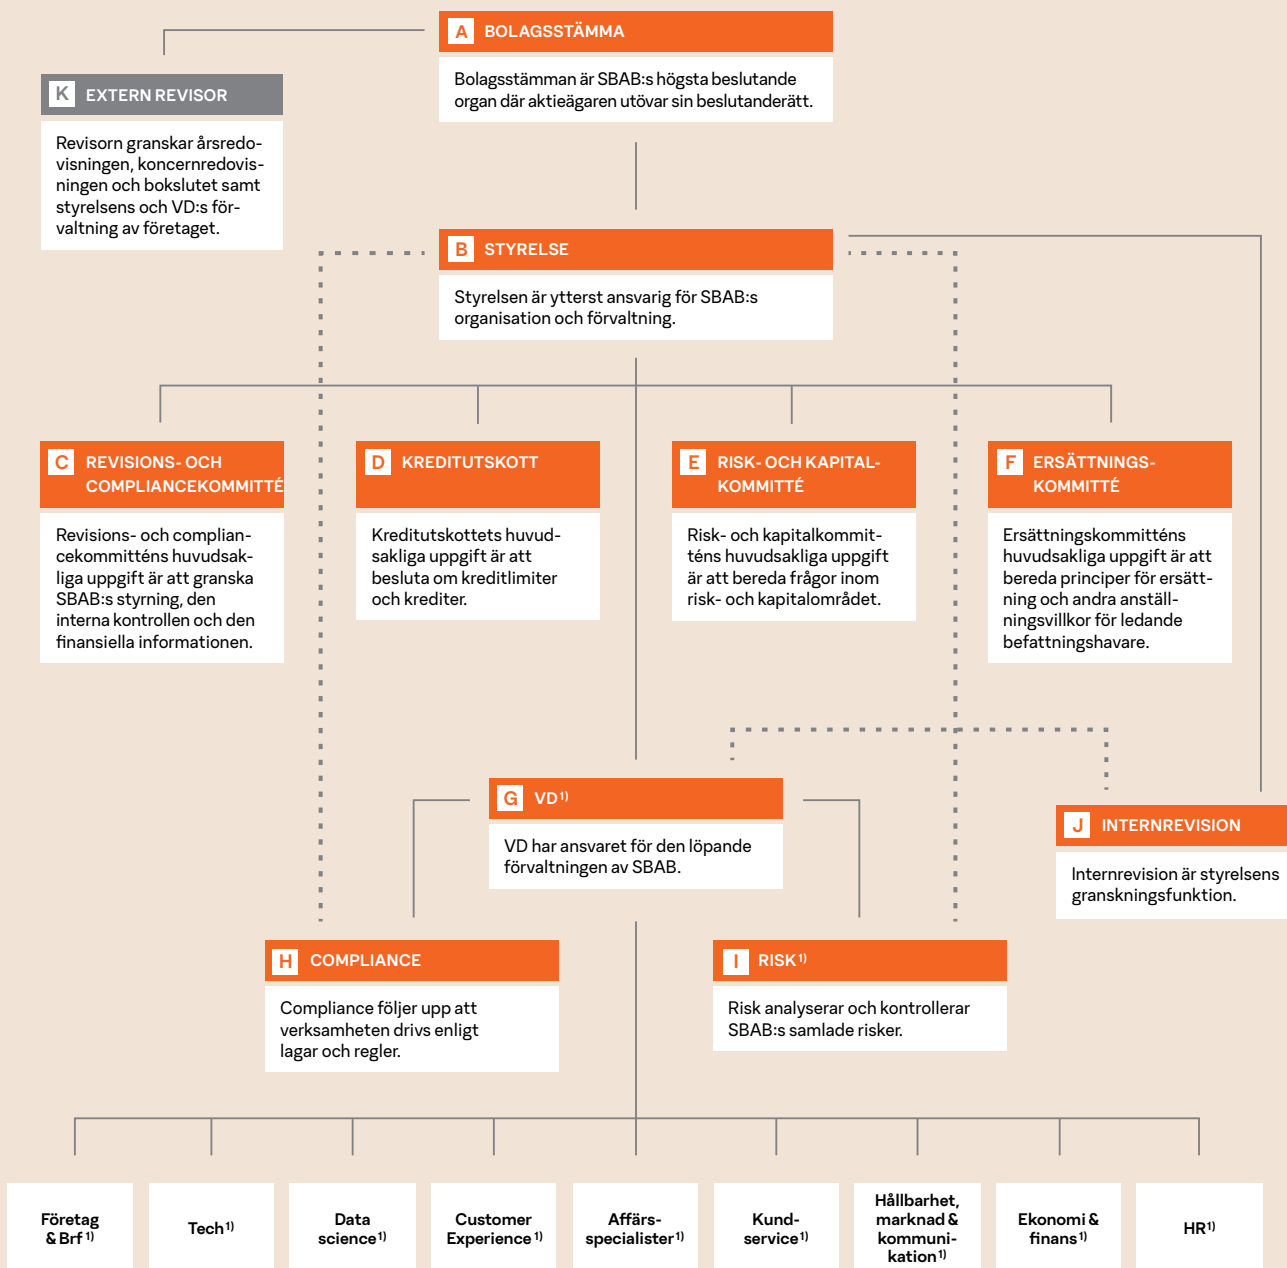 A BOLAGSSTÄMMA
Bolagsstämman är SBAB:s högsta beslutande
organ där aktieägaren utövar sin beslutanderätt.
K EXTERN REVISOR
Revisorn granskar årsredo-
visningen, koncernredovis-
ningen och bokslutet samt
styrelsens och VD:s för-
valtning av företaget.
B STYRELSE
Styrelsen är ytterst ansvarig för SBAB:s
organisation och förvaltning.
C REVISIONS- OCH
COMPLIANCEKOMMITTÉ
Revisions- och complian-
cekommitténs huvudsak-
liga uppgift är att granska
SBAB:s styrning, den
interna kontrollen och den
finansiella informationen.
D KREDITUTSKOTT
Kreditutskottets huvud-
sakliga uppgift är att
besluta om kreditlimiter
och krediter.
E RISK- OCH KAPITAL-
KOMMITTÉ
Risk- och kapitalkommit-
téns huvudsakliga uppgift
är att bereda frågor inom
risk- och kapitalområdet.
F ERSÄTTNINGS-
KOMMITTÉ
Ersättningskommitténs
huvudsakliga uppgift är att
bereda principer för ersätt-
ning och andra anställ-
ningsvillkor för ledande
befattningshavare.
G VD¹⁾
VD har ansvaret för den löpande
förvaltningen av SBAB.
J INTERNREVISION
Internrevision är styrelsens
granskningsfunktion.
H COMPLIANCE
Compliance följer upp att
verksamheten drivs enligt
lagar och regler.
I RISK¹⁾
Risk analyserar och kontrollerar
SBAB:s samlade risker.
Företag
& Brf¹⁾
Tech¹⁾
Data
science¹⁾
Customer
Experience¹⁾
Affärs-
specialister¹⁾
Kund-
service¹⁾
Hållbarhet,
marknad &
kommuni-
kation¹⁾
Ekonomi &
finans¹⁾
HR¹⁾